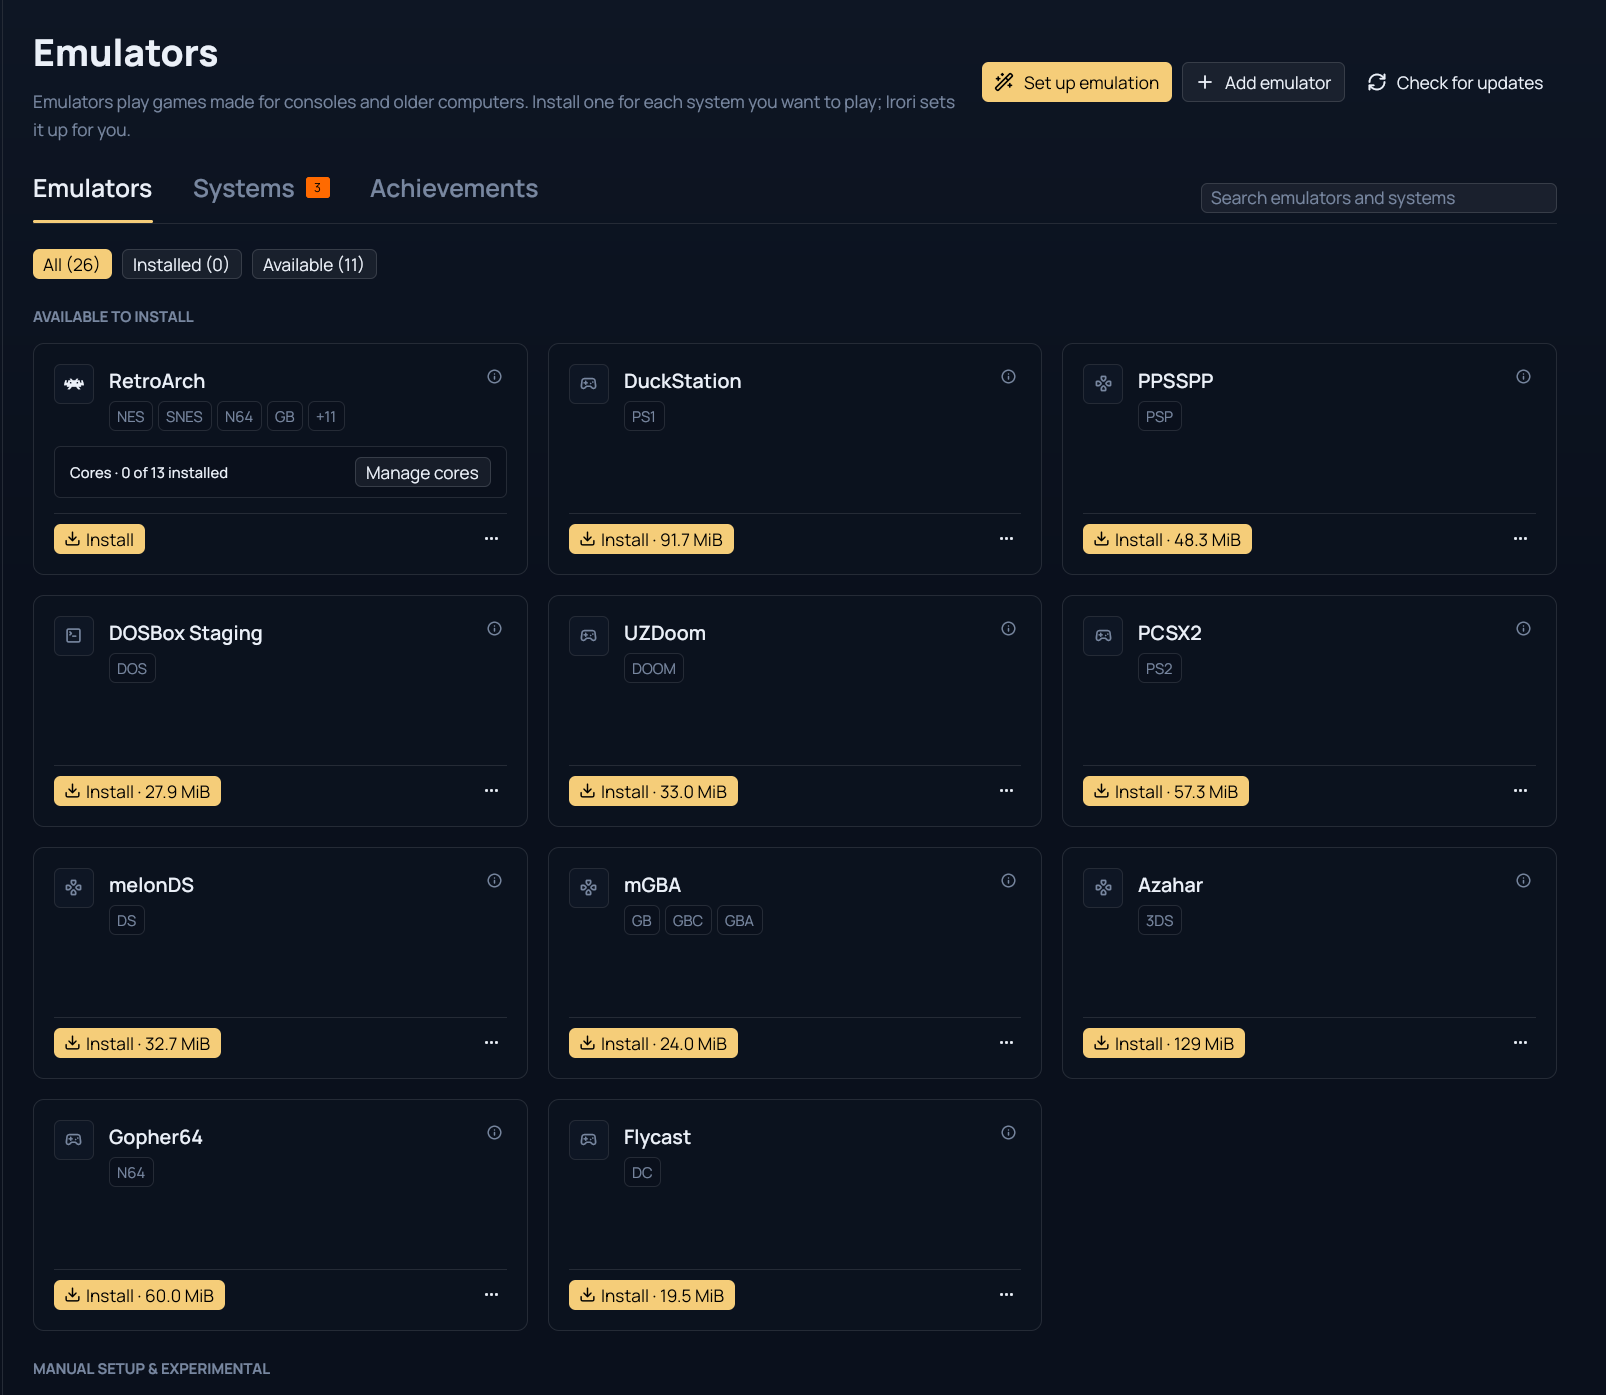 Emulators
Emulators play games made for consoles and older computers. Install one for each system you want to play; Irori sets
it up for you.
Set up emulation
Add emulator
Check for updates
Emulators
Systems 3
Achievements
Search emulators and systems
All (26)
Installed (0)
Available (11)
AVAILABLE TO INSTALL
RetroArch
NES SNES N64 GB +11
Cores · 0 of 13 installed
Manage cores
Install
DuckStation
PS1
Install · 91.7 MiB
PPSSPP
PSP
Install · 48.3 MiB
DOSBox Staging
DOS
Install · 27.9 MiB
UZDoom
DOOM
Install · 33.0 MiB
PCSX2
PS2
Install · 57.3 MiB
melonDS
DS
Install · 32.7 MiB
mGBA
GB GBC GBA
Install · 24.0 MiB
Azahar
3DS
Install · 129 MiB
Gopher64
N64
Install · 60.0 MiB
Flycast
DC
Install · 19.5 MiB
MANUAL SETUP & EXPERIMENTAL